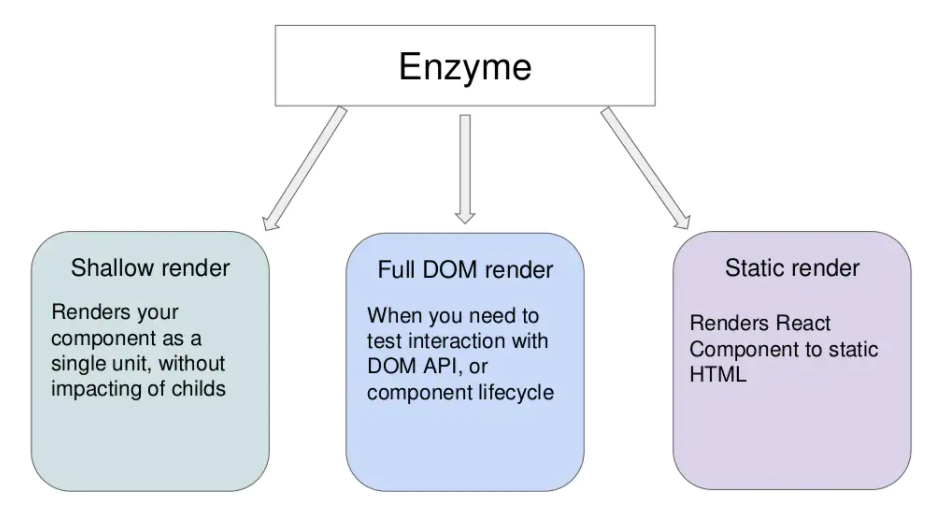 Enzyme
Shallow render
Renders your
component as a
single unit, without
impacting of childs
Full DOM render
When you need to
test interaction with
DOM API, or
component lifecycle
Static render
Renders React
Component to static
HTML